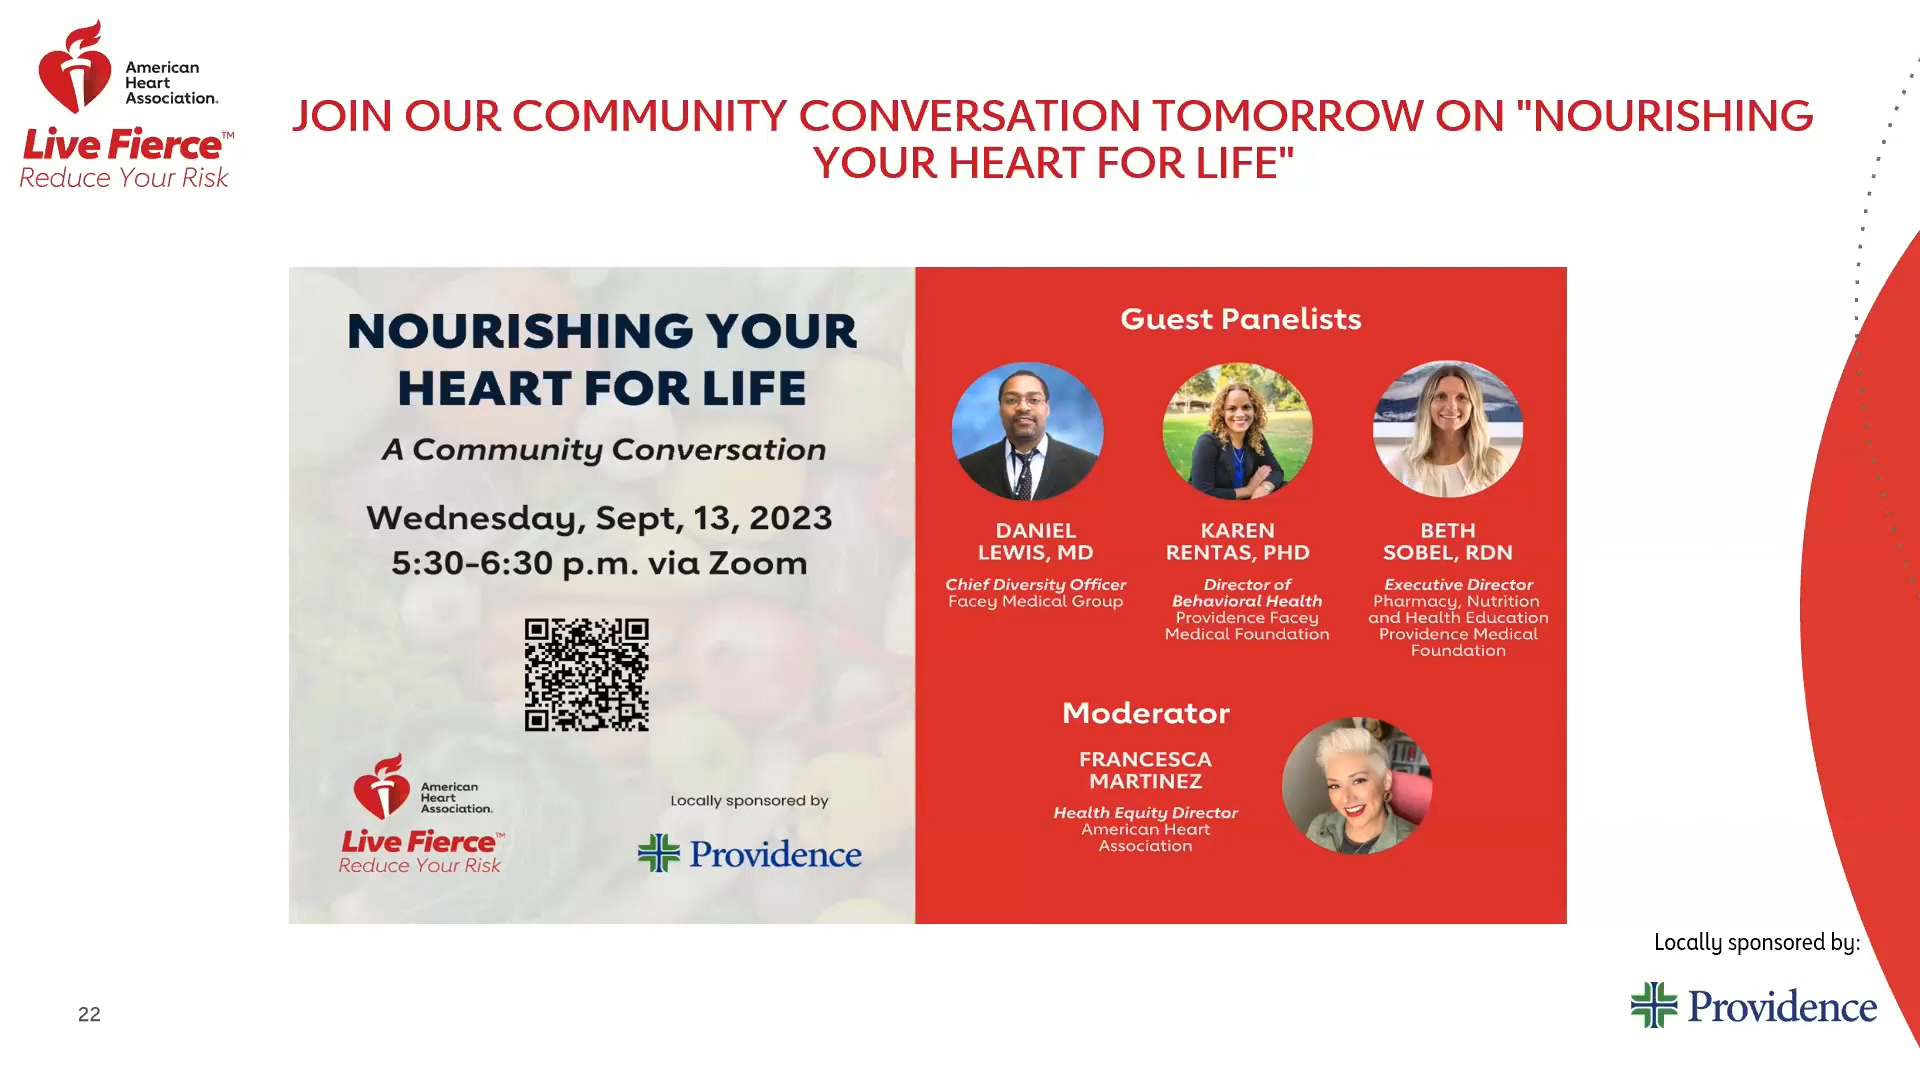 American
Heart
Association.
Live Fierce™
Reduce Your Risk
JOIN OUR COMMUNITY CONVERSATION TOMORROW ON "NOURISHING
YOUR HEART FOR LIFE"
NOURISHING YOUR
HEART FOR LIFE
A Community Conversation
Wednesday, Sept, 13, 2023
5:30-6:30 p.m. via Zoom
American
Heart
Association.
Live Fierce™
Reduce Your Risk
Locally sponsored by
Providence
Guest Panelists
DANIEL
LEWIS, MD
Chief Diversity Officer
Facey Medical Group
KAREN
RENTAS, PHD
Director of
Behavioral Health
Providence Facey
Medical Foundation
BETH
SOBEL, RDN
Executive Director
Pharmacy, Nutrition
and Health Education
Providence Medical
Foundation
Moderator
FRANCESCA
MARTINEZ
Health Equity Director
American Heart
Association
Locally sponsored by:
Providence
22